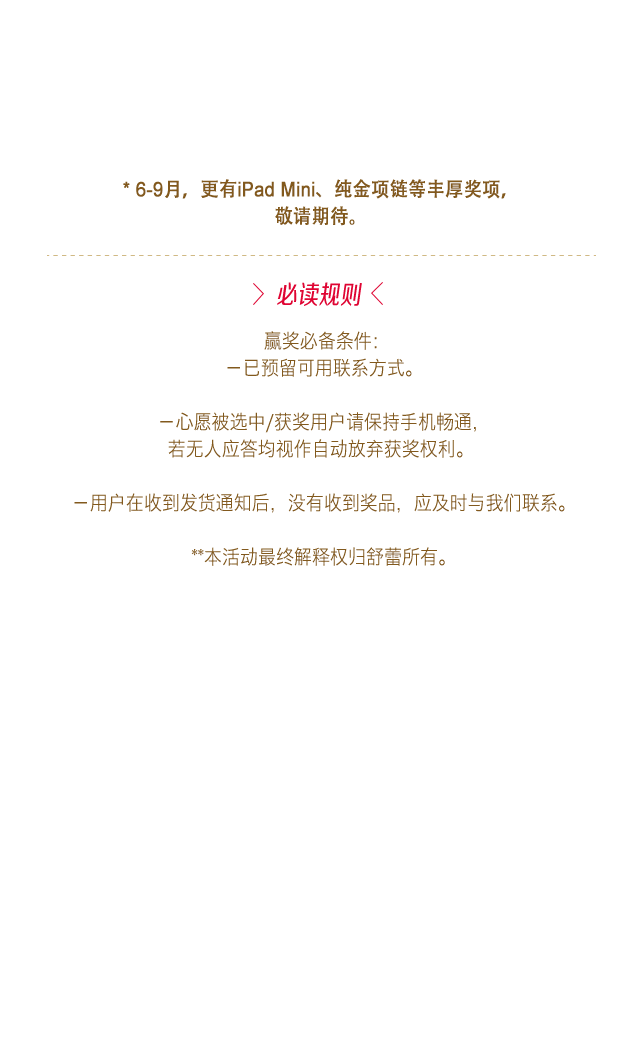 * 6-9月，更有iPad Mini、纯金项链等丰厚奖项，
敬请期待。
必读规则
赢奖必备条件：
－已预留可用联系方式。
－心愿被选中/获奖用户请保持手机畅通，
若无人应答均视作自动放弃获奖权利。
－用户在收到发货通知后，没有收到奖品，应及时与我们联系。
**本活动最终解释权归舒蕾所有。